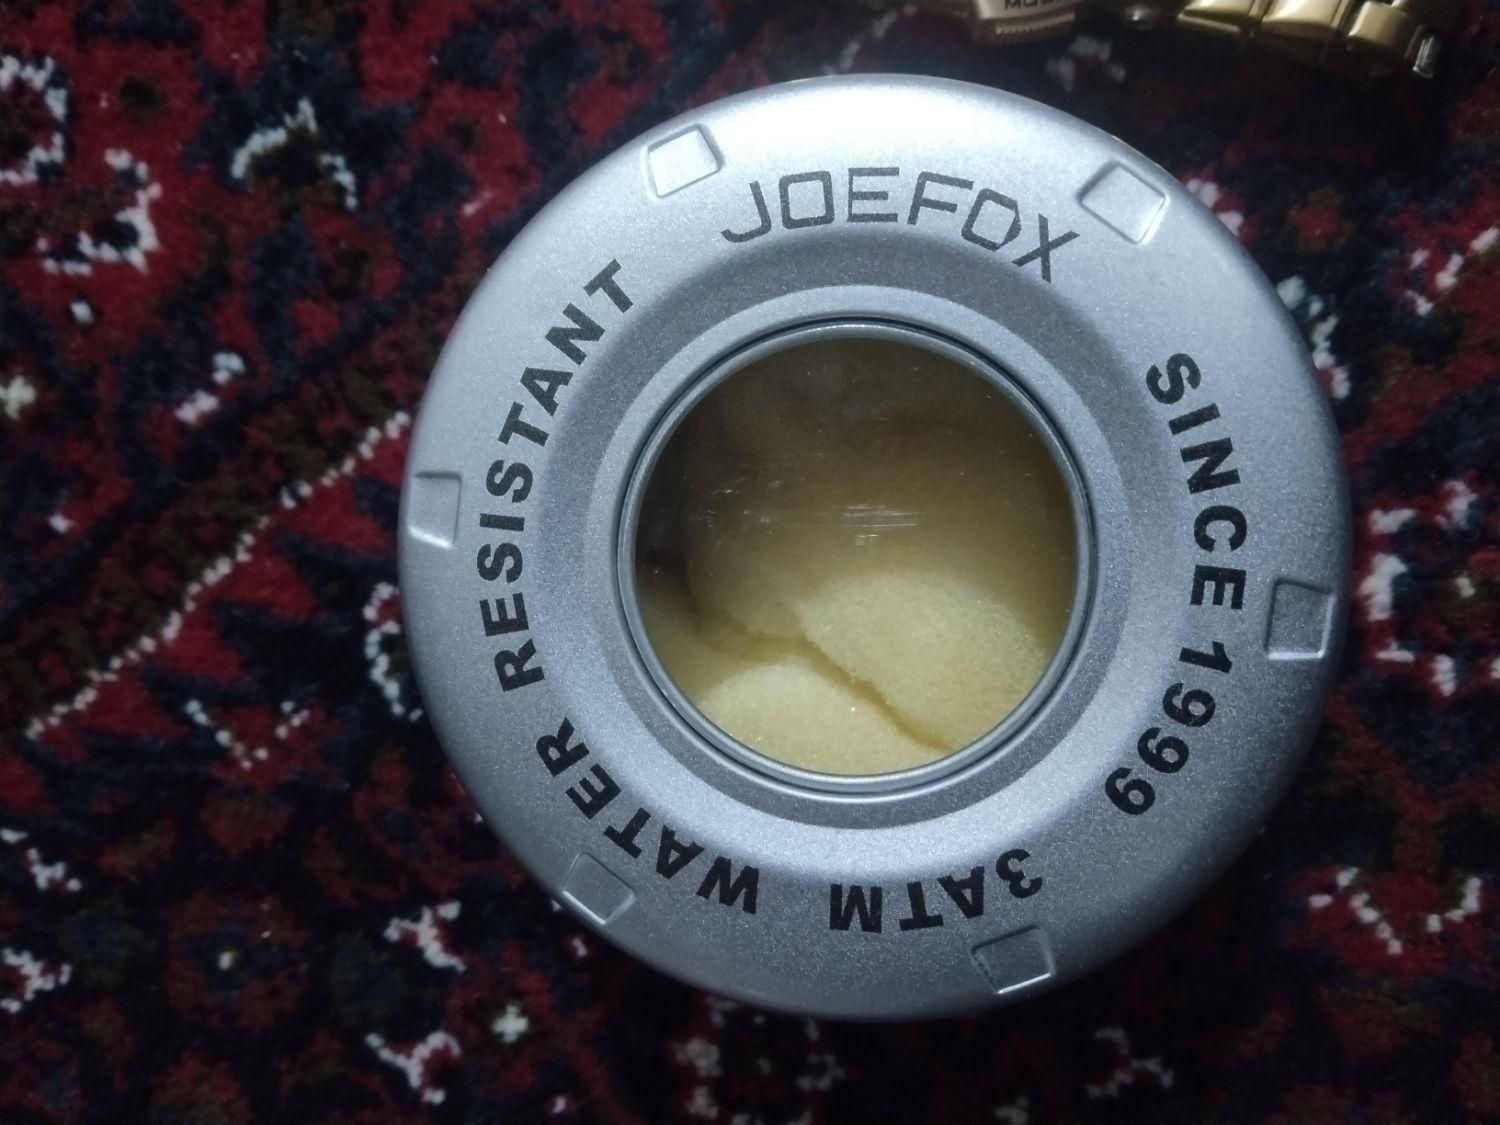 JOEFOX
SINCE 1999
3ATM
WATER RESISTANT